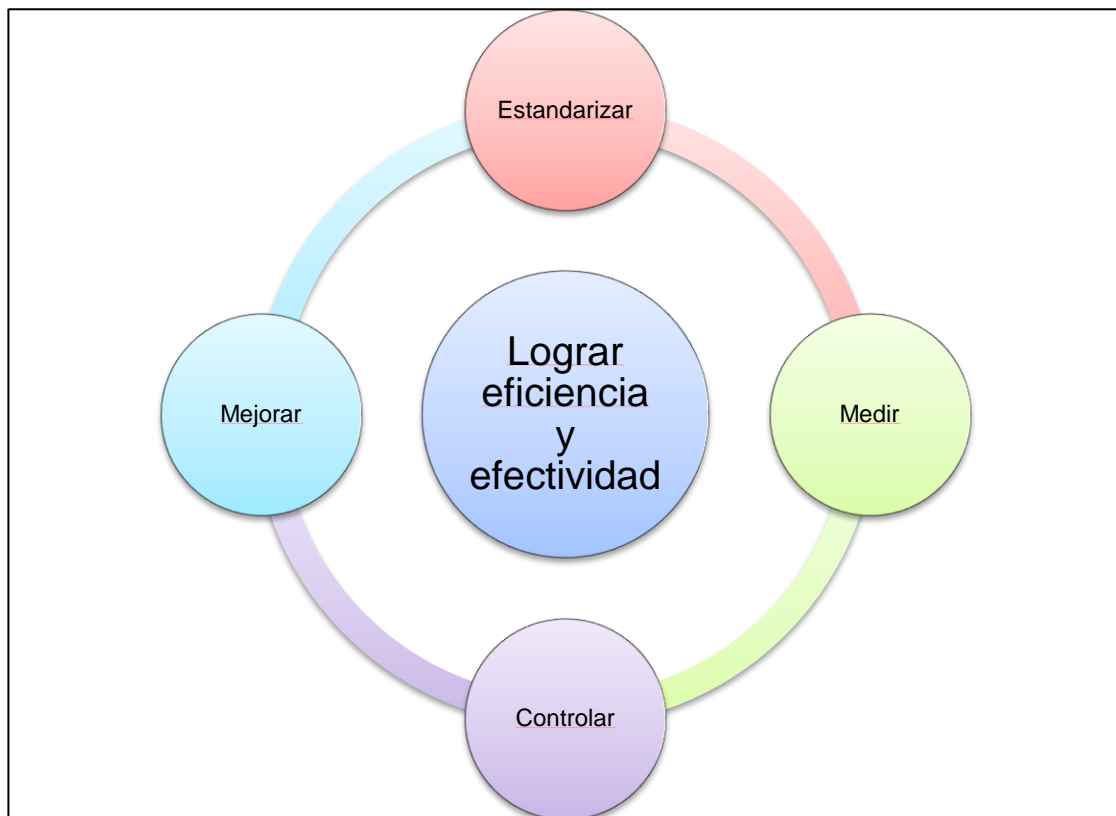 Estandarizar
Lograr
eficiencia
y
efectividad
Mejorar
Medir
Controlar